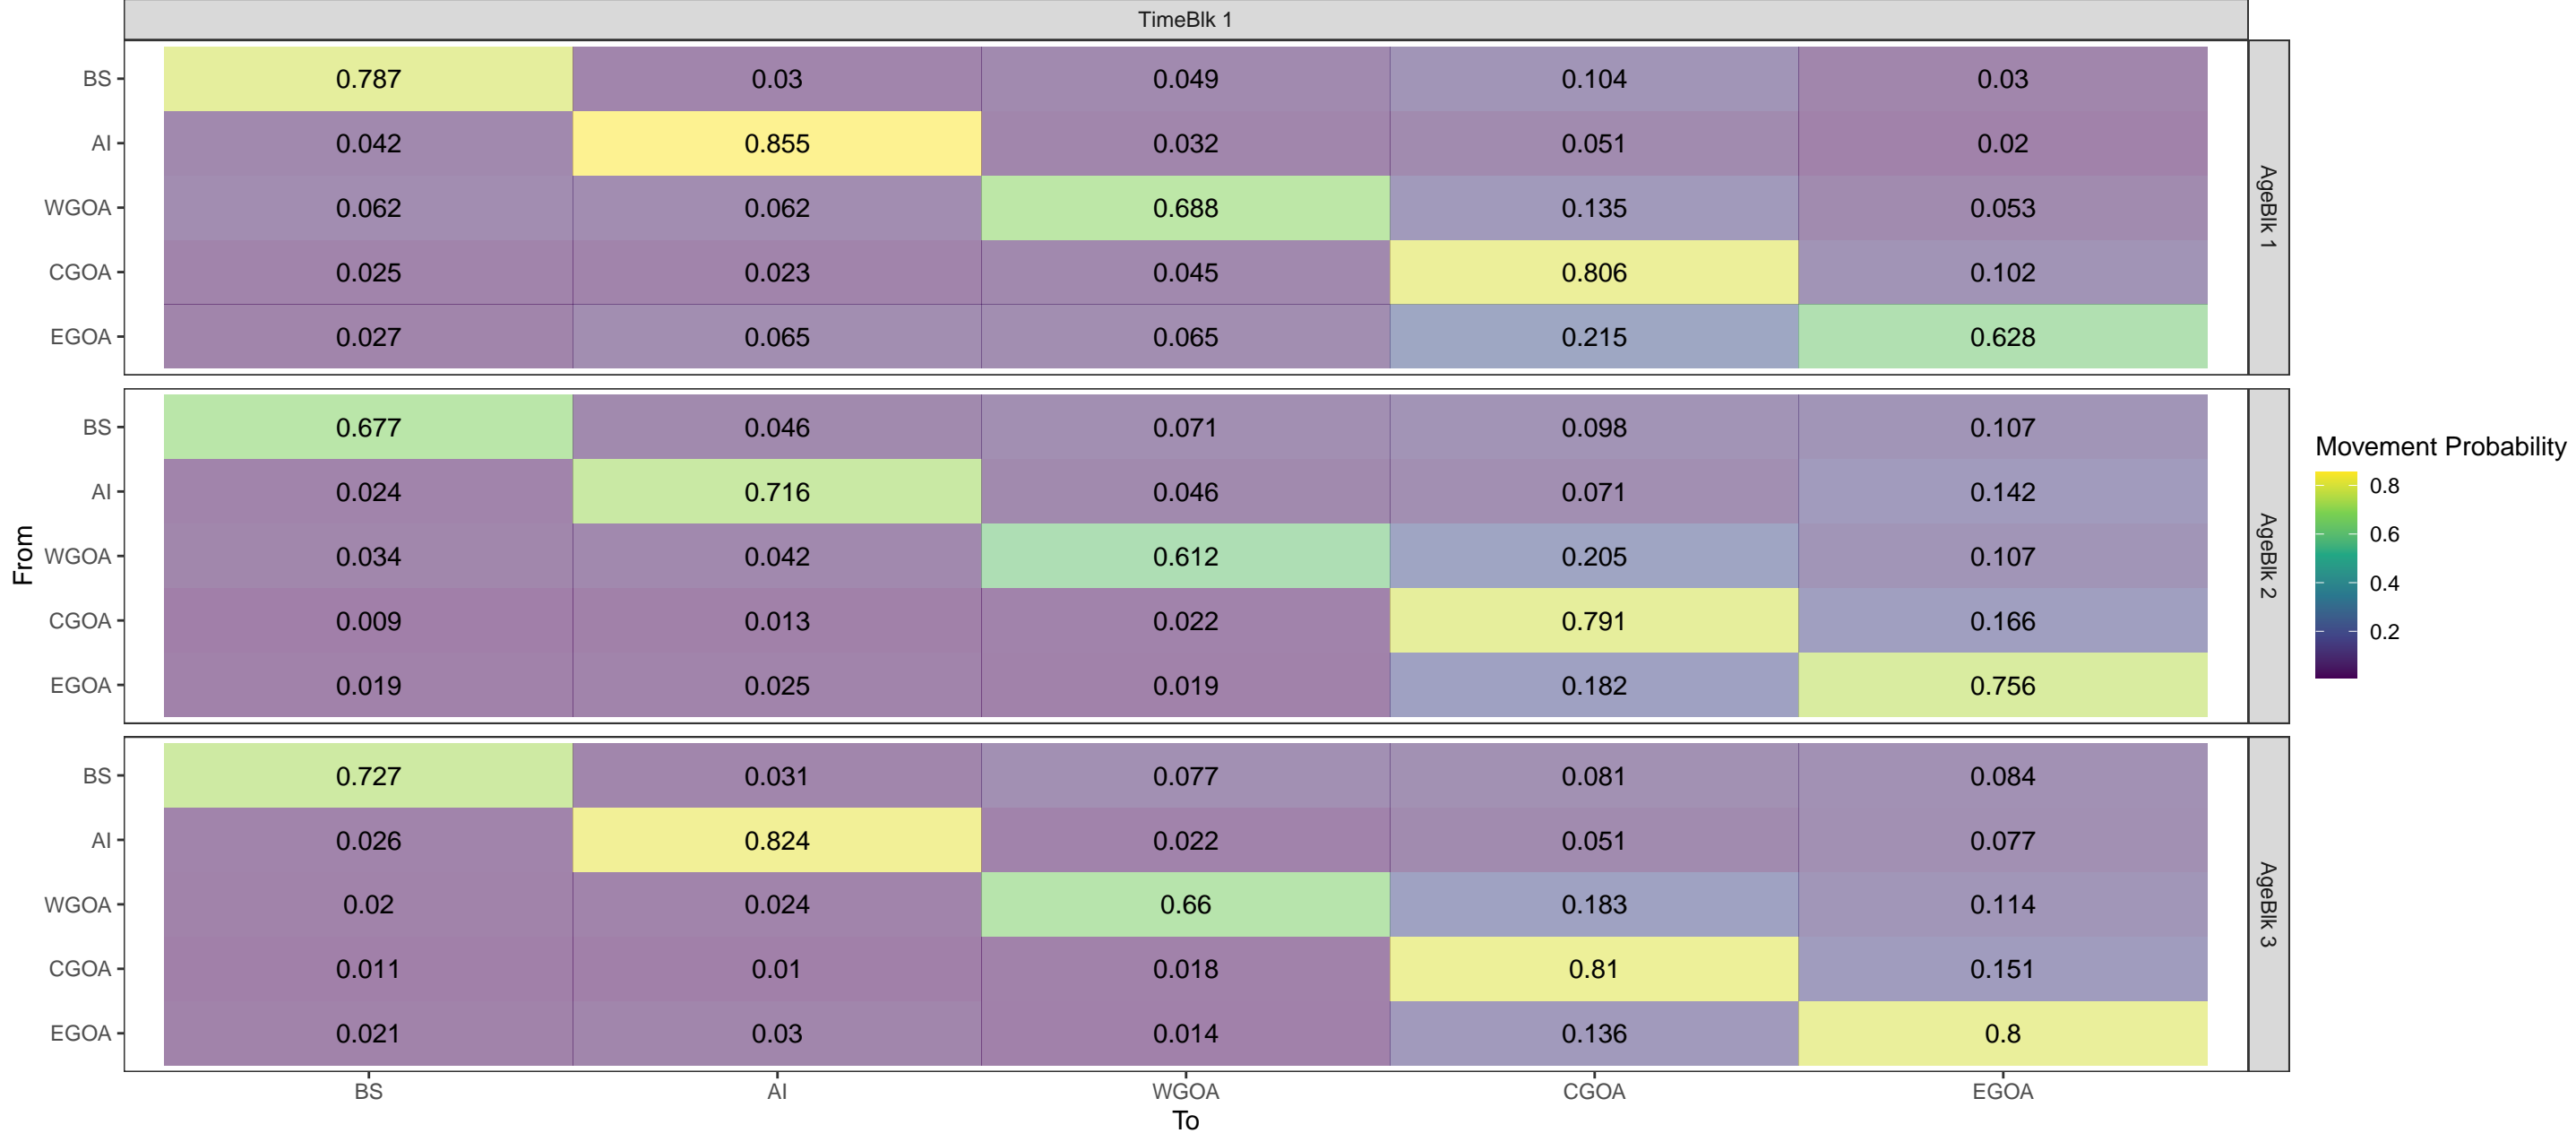 TimeBlk 1
BS 0.787 0.03 0.049 0.104 0.03
AI 0.042 0.855 0.032 0.051 0.02
WGOA 0.062 0.062 0.688 0.135 0.053
CGOA 0.025 0.023 0.045 0.806 0.102
EGOA 0.027 0.065 0.065 0.215 0.628
AgeBlk 1
BS 0.677 0.046 0.071 0.098 0.107
AI 0.024 0.716 0.046 0.071 0.142
WGOA 0.034 0.042 0.612 0.205 0.107
CGOA 0.009 0.013 0.022 0.791 0.166
EGOA 0.019 0.025 0.019 0.182 0.756
AgeBlk 2
BS 0.727 0.031 0.077 0.081 0.084
AI 0.026 0.824 0.022 0.051 0.077
WGOA 0.02 0.024 0.66 0.183 0.114
CGOA 0.011 0.01 0.018 0.81 0.151
EGOA 0.021 0.03 0.014 0.136 0.8
AgeBlk 3
BS AI WGOA CGOA EGOA
To
From
Movement Probability
0.8
0.6
0.4
0.2